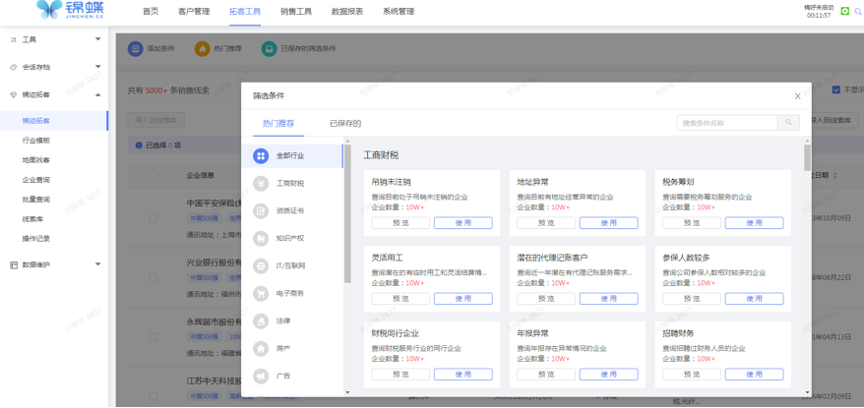 锦蝶
JINCHEN.CC
首页 客户管理 拓客工具 销售工具 数据报表 系统管理
00:11:57
工具
会话存档
锦迹拓客
锦迹拓客
行业模板
地图找客
企业查询
批量查询
线索库
操作记录
数据维护
添加条件 热门推荐 已保存的筛选条件
共有 5000+ 条销售线索
不显示
导入到线索库
导入到线索库
已选择 0 项
企业信息
日期
中国平安保险(
中国500强 世界
通讯地址：上海市
年10月09日
兴业银行股份有
中国500强 世界
通讯地址：福州市
年08月22日
永辉超市股份有
中国500强
通讯地址：福建省
年04月13日
江苏中天科技股
中国500强
年02月09日
筛选条件
热门推荐 已保存的
搜索条件名称
全部行业
工商财税
资质证书
知识产权
IT/互联网
电子商务
法律
房产
广告
工商财税
吊销未注销
查询目前处于吊销未注销的企业
企业数量：10W+
预 览 使 用
地址异常
查询目前有地址经营异常的企业
企业数量：10W+
预 览 使 用
税务筹划
查询需要税务筹划服务的企业
企业数量：10W+
预 览 使 用
灵活用工
查询潜在的有临时用工和灵活结算情...
企业数量：10W+
预 览 使 用
潜在的代理记账客户
查询近一年潜在有代理记账服务需求...
企业数量：10W+
预 览 使 用
参保人数较多
查询公司参保人数相对较多的企业
企业数量：10W+
预 览 使 用
财税同行企业
查询财税服务行业的同行企业
企业数量：10W+
预 览 使 用
年报异常
查询年报存在异常情况的企业
企业数量：10W+
预 览 使 用
招聘财务
查询招聘过财务人员的企业
企业数量：10W+
预 览 使 用